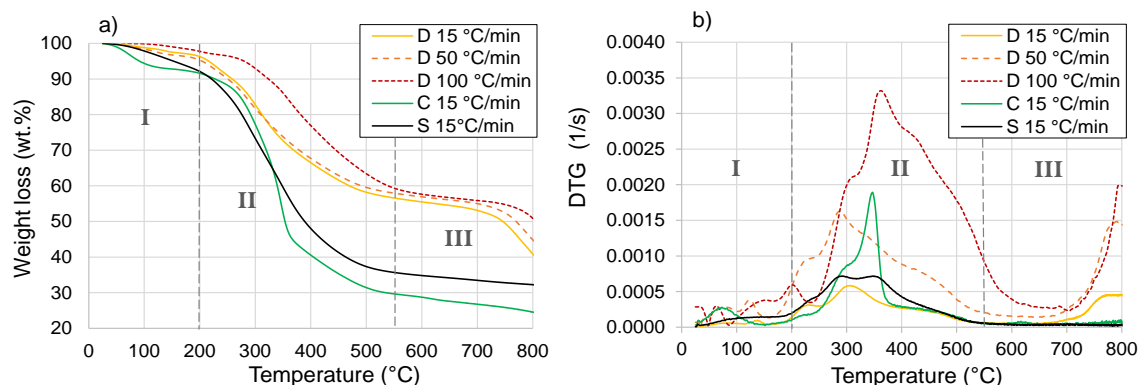 a)
100
90
80
70
60
50
40
30
20
0 100 200 300 400 500 600 700 800
Weight loss (wt.%)
Temperature (°C)
D 15 °C/min
D 50 °C/min
D 100 °C/min
C 15 °C/min
S 15°C/min
I
II
III
b)
0.0040
0.0035
0.0030
0.0025
0.0020
0.0015
0.0010
0.0005
0.0000
0 100 200 300 400 500 600 700 800
DTG (1/s)
Temperature (°C)
D 15 °C/min
D 50 °C/min
D 100 °C/min
C 15 °C/min
S 15 °C/min
I
II
III